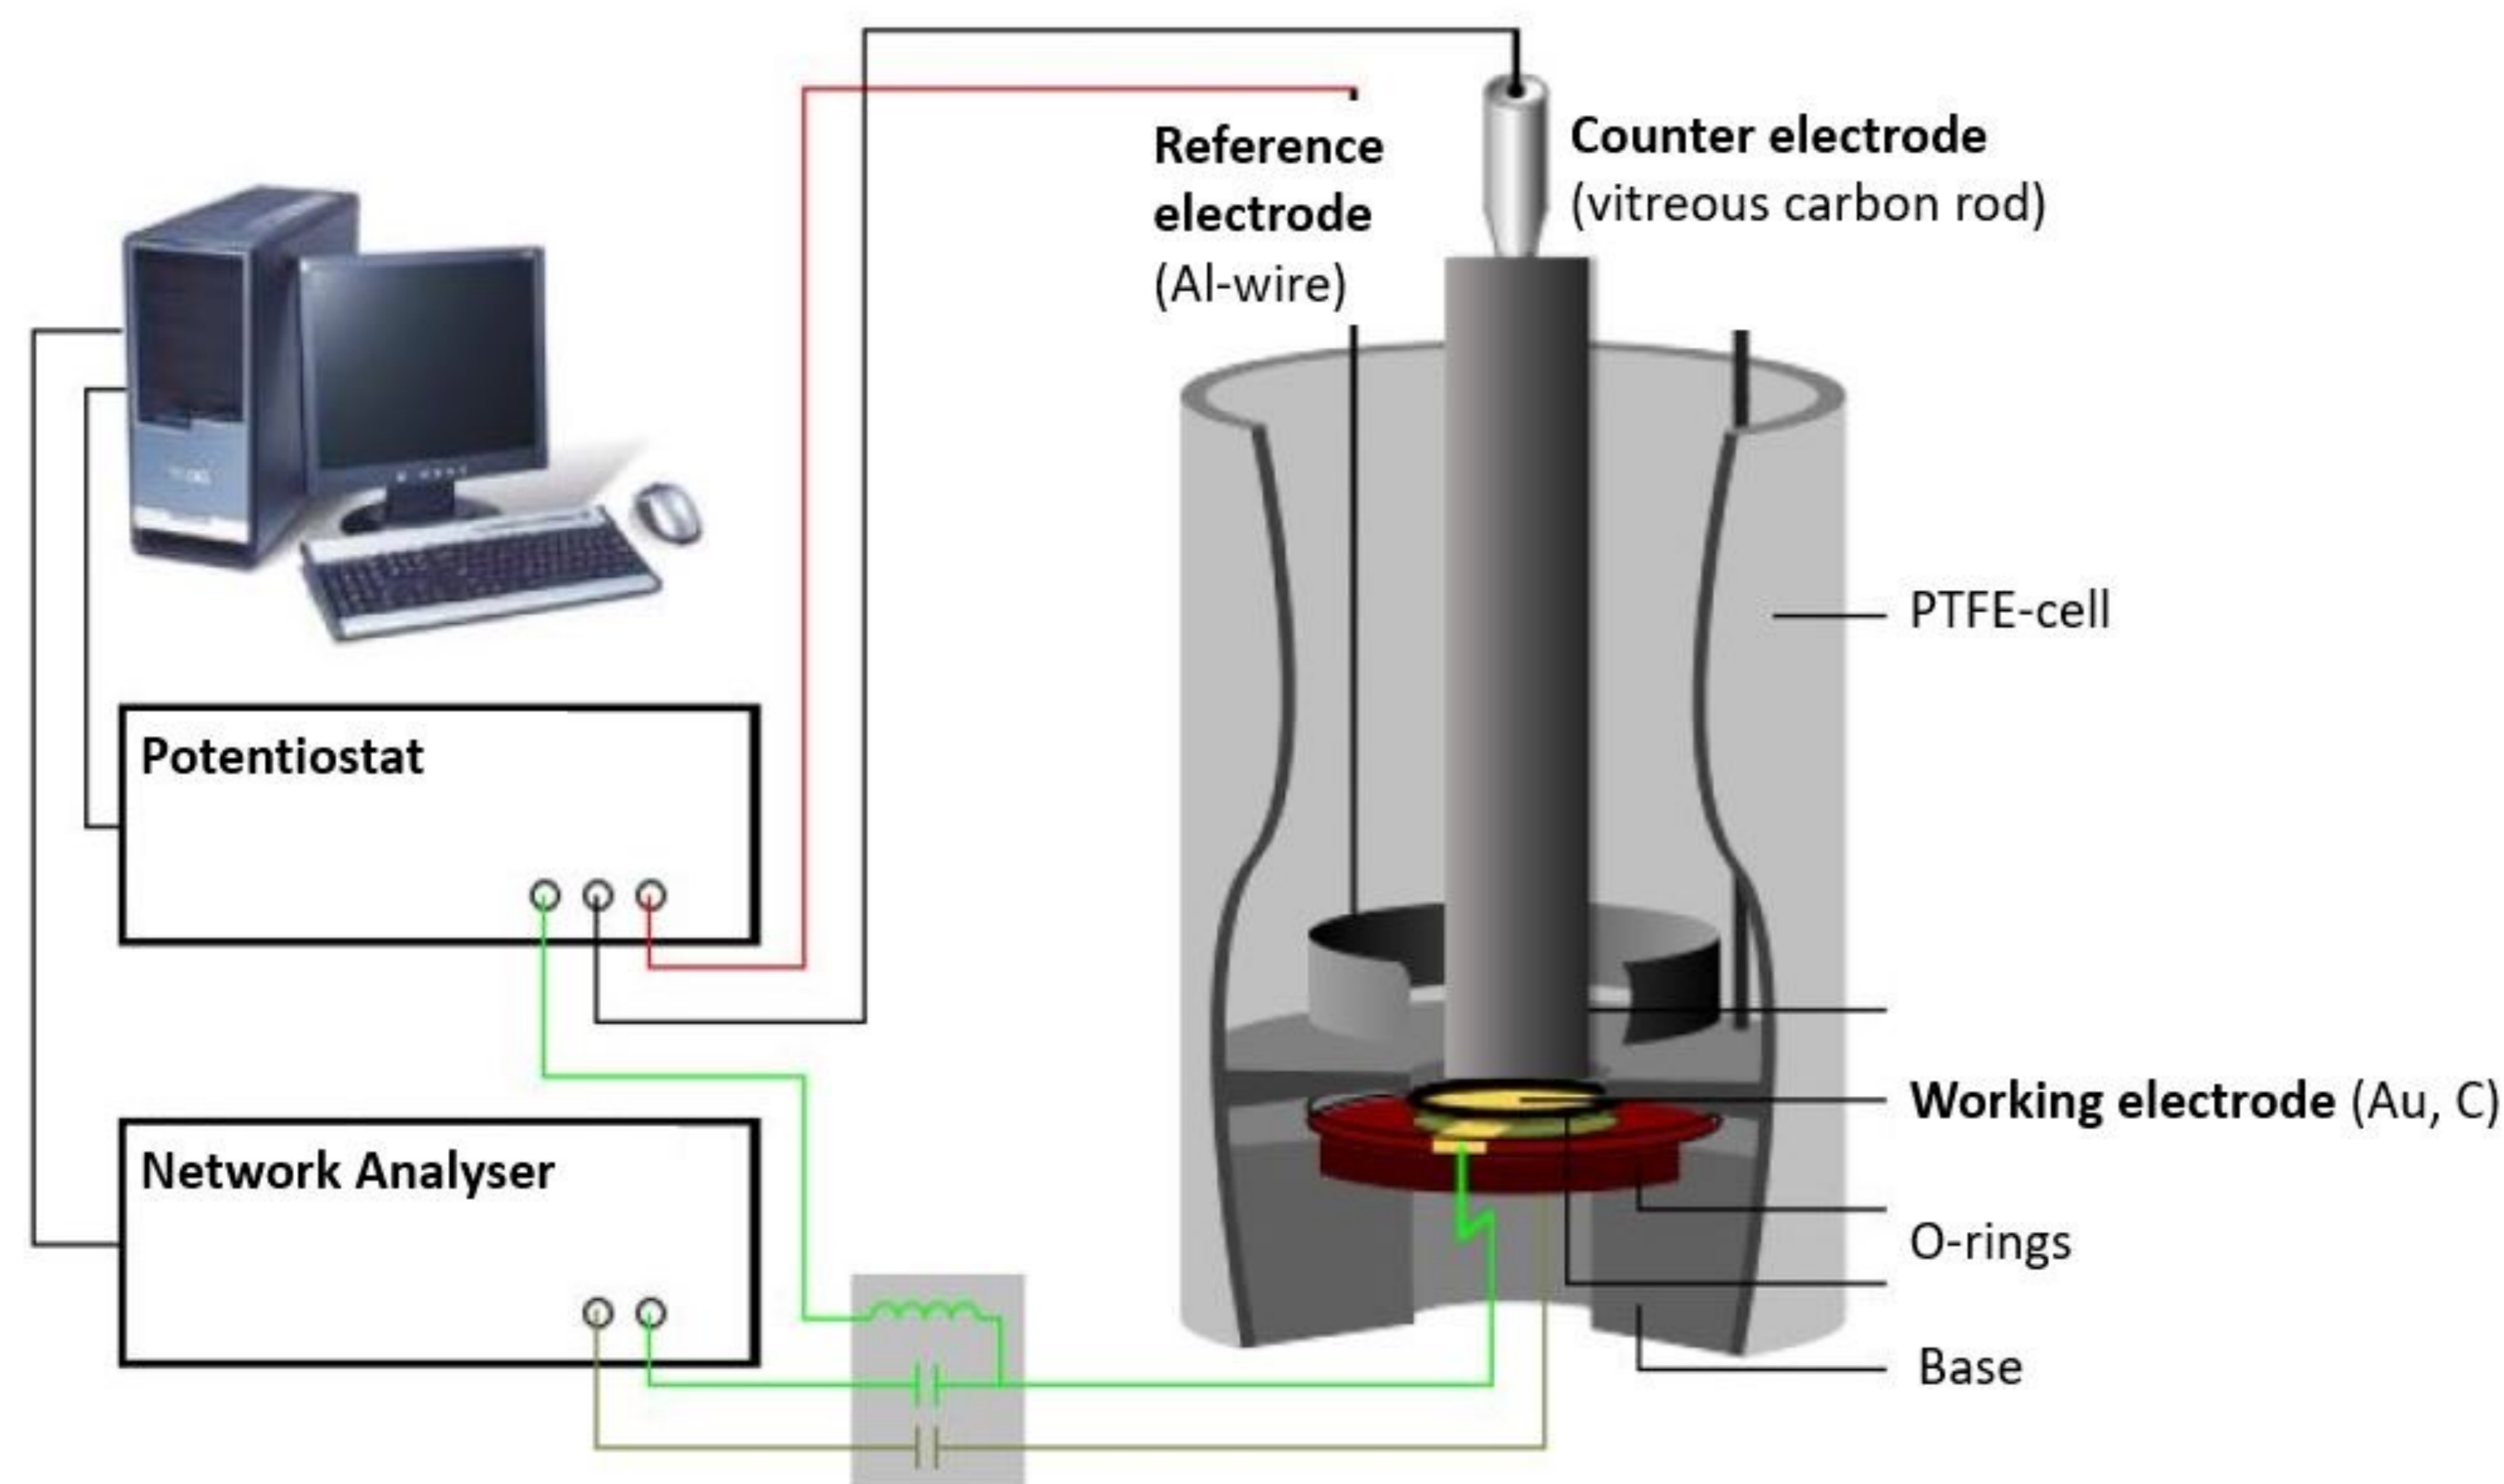 Reference
electrode
(Al-wire)
Counter electrode
(vitreous carbon rod)
PTFE-cell
Potentiostat
Working electrode (Au, C)
Network Analyser
O-rings
Base